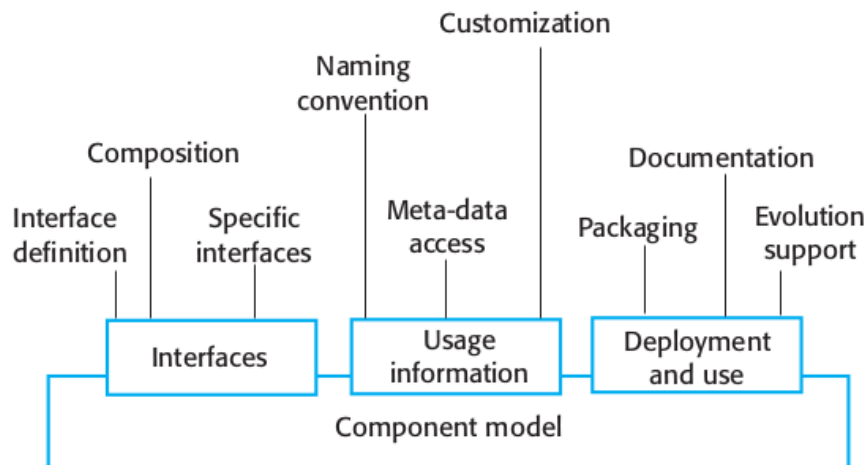 Customization
Naming
convention
Composition
Documentation
Interface
definition
Specific
interfaces
Meta-data
access
Packaging
Evolution
support
Interfaces
Usage
information
Deployment
and use
Component model